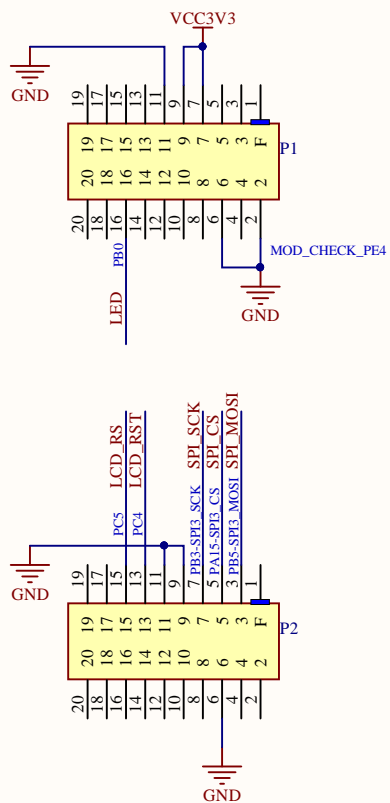 VCC3V3
GND
19 17 15 13 11 9 7 5 3 1
19 17 15 13 11 9 7 5 3 F
P1
20 18 16 14 12 10 8 6 4 2
20 18 16 14 12 10 8 6 4 2
PB0
MOD_CHECK_PE4
LED
GND
LCD_RS
LCD_RST
SPI_SCK
SPI_CS
SPI_MOSI
PC5
PC4
PB3-SPI3_SCK
PA15-SPI3_CS
PB5-SPI3_MOSI
GND
19 17 15 13 11 9 7 5 3 1
19 17 15 13 11 9 7 5 3 F
P2
20 18 16 14 12 10 8 6 4 2
20 18 16 14 12 10 8 6 4 2
GND